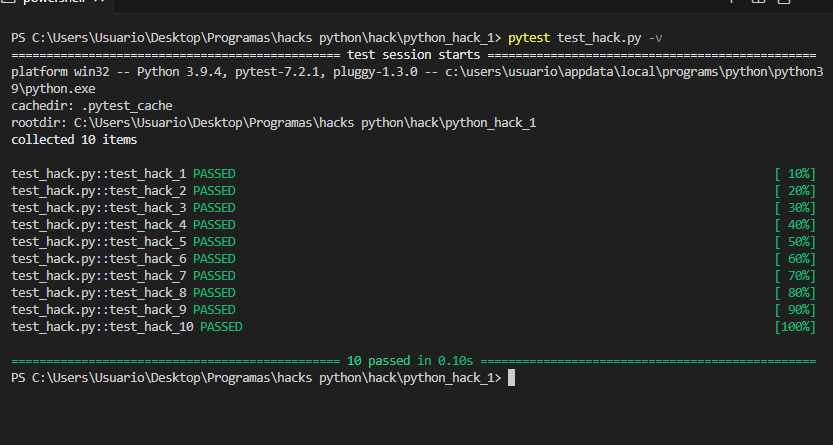 powershell
PS C:\Users\Usuario\Desktop\Programas\hacks python\hack\python_hack_1> pytest test_hack.py -v
=============================================== test session starts ================================================
platform win32 -- Python 3.9.4, pytest-7.2.1, pluggy-1.3.0 -- c:\users\usuario\appdata\local\programs\python\python3
9\python.exe
cachedir: .pytest_cache
rootdir: C:\Users\Usuario\Desktop\Programas\hacks python\hack\python_hack_1
collected 10 items
test_hack.py::test_hack_1 PASSED [ 10%]
test_hack.py::test_hack_2 PASSED [ 20%]
test_hack.py::test_hack_3 PASSED [ 30%]
test_hack.py::test_hack_4 PASSED [ 40%]
test_hack.py::test_hack_5 PASSED [ 50%]
test_hack.py::test_hack_6 PASSED [ 60%]
test_hack.py::test_hack_7 PASSED [ 70%]
test_hack.py::test_hack_8 PASSED [ 80%]
test_hack.py::test_hack_9 PASSED [ 90%]
test_hack.py::test_hack_10 PASSED [100%]
=============================================== 10 passed in 0.10s ================================================
PS C:\Users\Usuario\Desktop\Programas\hacks python\hack\python_hack_1>